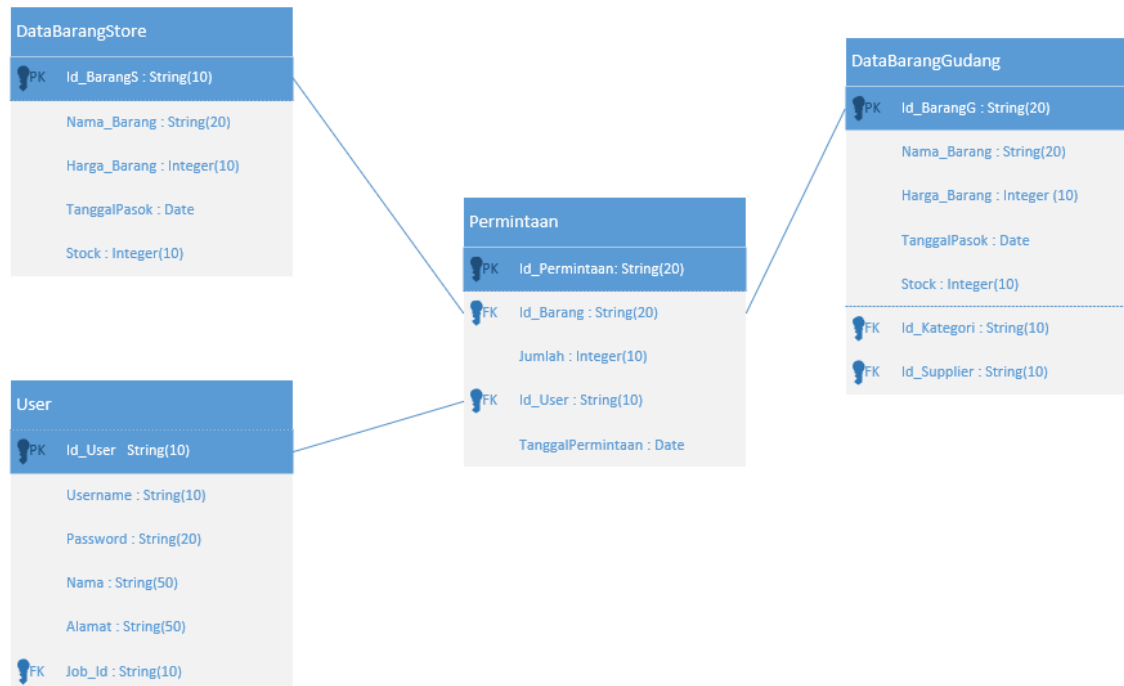 DataBarangStore
PK Id_BarangS : String(10)
Nama_Barang : String(20)
Harga_Barang : Integer(10)
TanggalPasok : Date
Stock : Integer(10)
User
PK Id_User String(10)
Username : String(10)
Password : String(20)
Nama : String(50)
Alamat : String(50)
FK Job_Id : String(10)
Permintaan
PK Id_Permintaan: String(20)
FK Id_Barang : String(20)
Jumlah : Integer(10)
FK Id_User : String(10)
TanggalPermintaan : Date
DataBarangGudang
PK Id_BarangG : String(20)
Nama_Barang : String(20)
Harga_Barang : Integer (10)
TanggalPasok : Date
Stock : Integer(10)
FK Id_Kategori : String(10)
FK Id_Supplier : String(10)